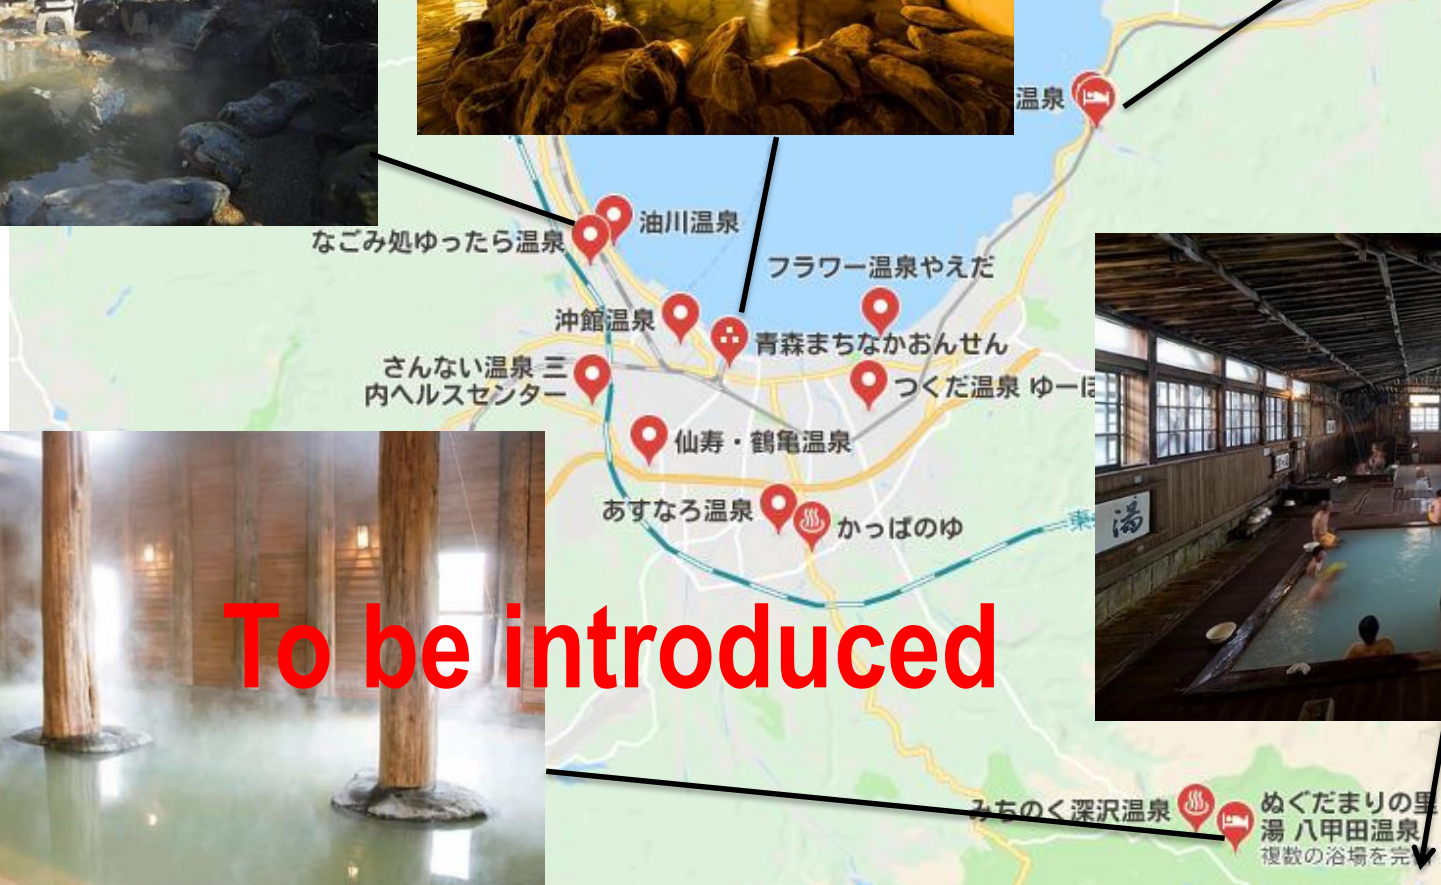 温泉
油川温泉
なごみ処ゆったら温泉
フラワー温泉やえだ
沖館温泉
青森まちなかおんせん
さんない温泉 三
内ヘルスセンター
つくだ温泉 ゆーぽ
仙寿・鶴亀温泉
あすなろ温泉
かっぱのゆ
東
湯
To be introduced
みちのく深沢温泉
ぬぐだまりの里
湯 八甲田温泉
複数の浴場を完